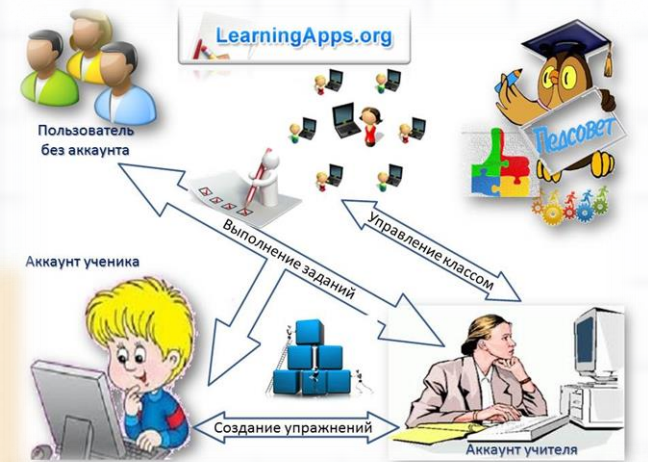 LearningApps.org
Пользователь
без аккаунта
Педсовет
Управление классом
Выполнение заданий
Аккаунт ученика
Создание упражнений
Аккаунт учителя